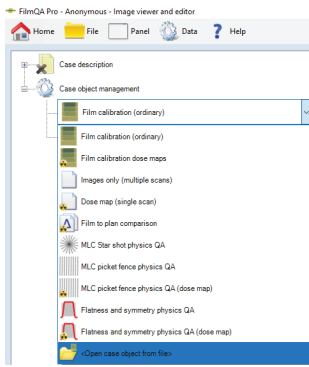 FilmQA Pro - Anonymous - Image viewer and editor
Home File Panel Data ? Help
Case description
Case object management
Film calibration (ordinary)
Film calibration (ordinary)
Film calibration dose maps
Images only (multiple scans)
Dose map (single scan)
Film to plan comparison
MLC Star shot physics QA
MLC picket fence physics QA
MLC picket fence physics QA (dose map)
Flatness and symmetry physics QA
Flatness and symmetry physics QA (dose map)
<Open case object from file>